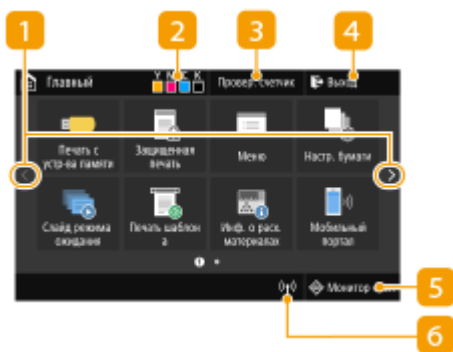 1
2
3
4
Главный
Y M C K
Провер. счетчик
Выход
Печать с
устр-ва памяти
Защищенная
печать
Меню
Настр. бумаги
Слайд режима
ожидания
Печать шаблон
а
Инф. о расх.
материалах
Мобильный
портал
Монитор
5
6